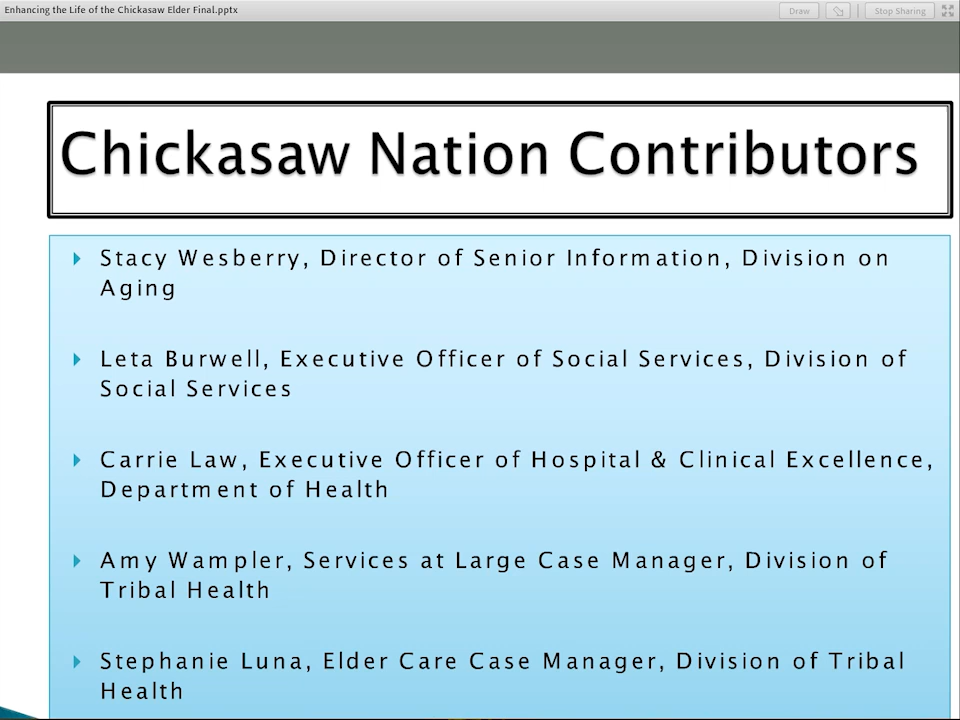 Enhancing the Life of the Chickasaw Elder Final.pptx
Draw
Stop Sharing
Chickasaw Nation Contributors
Stacy Wesberry, Director of Senior Information, Division on
Aging
Leta Burwell, Executive Officer of Social Services, Division of
Social Services
Carrie Law, Executive Officer of Hospital & Clinical Excellence,
Department of Health
Amy Wampler, Services at Large Case Manager, Division of
Tribal Health
Stephanie Luna, Elder Care Case Manager, Division of Tribal
Health